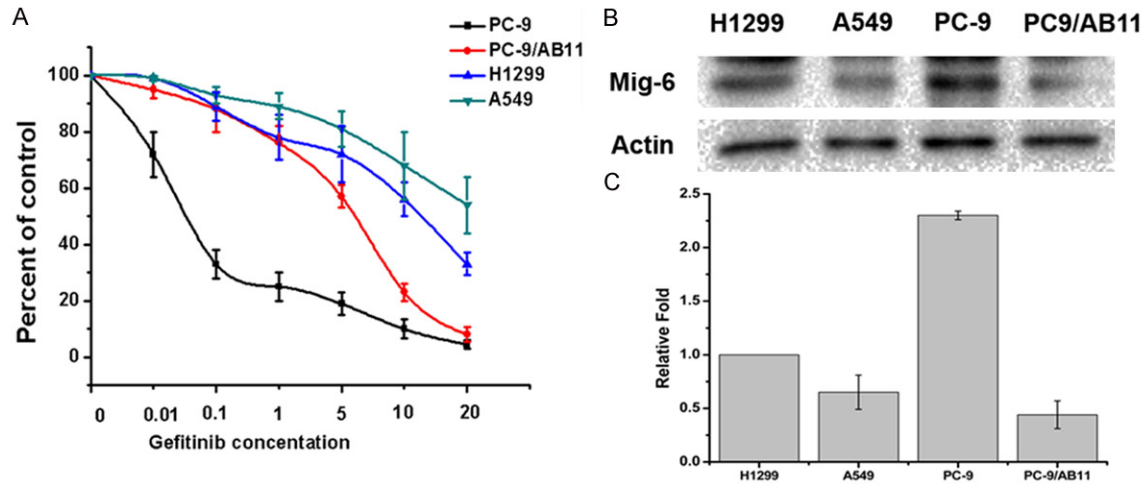 A
PC-9
PC-9/AB11
H1299
A549
Percent of control
100
80
60
40
20
0
0 0.01 0.1 1 5 10 20
Gefitinib concentation
B
H1299 A549 PC-9 PC9/AB11
Mig-6
Actin
C
Relative Fold
2.5
2.0
1.5
1.0
0.5
0.0
H1299 A549 PC-9 PC-9/AB11